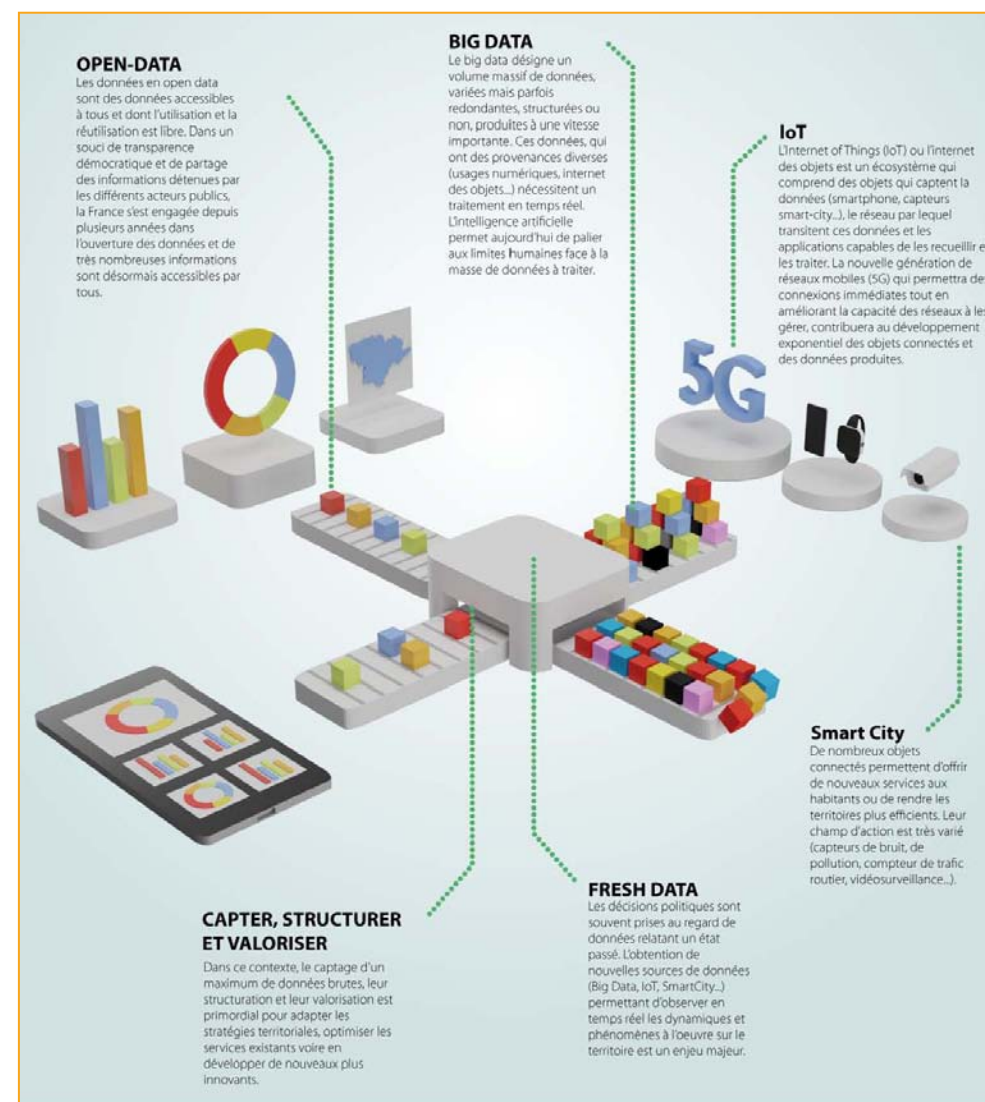 OPEN-DATA
Les données en open data
sont des données accessibles
à tous et dont l'utilisation et la
réutilisation est libre. Dans un
souci de transparence
démocratique et de partage
des informations détenues par
les différents acteurs publics,
la France s'est engagée depuis
plusieurs années dans
l'ouverture des données et de
très nombreuses informations
sont désormais accessibles par
tous.
BIG DATA
Le big data désigne un
volume massif de données,
variées mais parfois
redondantes, structurées ou
non, produites à une vitesse
importante. Ces données, qui
ont des provenances diverses
(usages numériques, internet
des objets...) nécessitent un
traitement en temps réel.
L'intelligence artificielle
permet aujourd'hui de palier
aux limites humaines face à la
masse de données à traiter.
IoT
L'Internet of Things (IoT) ou l'internet
des objets est un écosystème qui
comprend des objets qui captent la
données (smartphone, capteurs
smart-city...), le réseau par lequel
transitent ces données et les
applications capables de les recueillir e
les traiter. La nouvelle génération de
réseaux mobiles (5G) qui permettra de
connexions immédiates tout en
améliorant la capacité des réseaux à les
gérer, contribuera au développement
exponentiel des objets connectés et
des données produites.
5G
Smart City
De nombreux objets
connectés permettent d'offrir
de nouveaux services aux
habitants ou de rendre les
territoires plus efficients. Leur
champ d'action est très varié
(capteurs de bruit, de
pollution, compteur de trafic
routier, vidéosurveillance...).
CAPTER, STRUCTURER
ET VALORISER
Dans ce contexte, le captage d'un
maximum de données brutes, leur
structuration et leur valorisation est
primordial pour adapter les
stratégies territoriales, optimiser les
services existants voire en
développer de nouveaux plus
innovants.
FRESH DATA
Les décisions politiques sont
souvent prises au regard de
données relatant un état
passé. L'obtention de
nouvelles sources de données
(Big Data, IoT, SmartCity...)
permettant d'observer en
temps réel les dynamiques et
phénomènes à l'oeuvre sur le
territoire est un enjeu majeur.